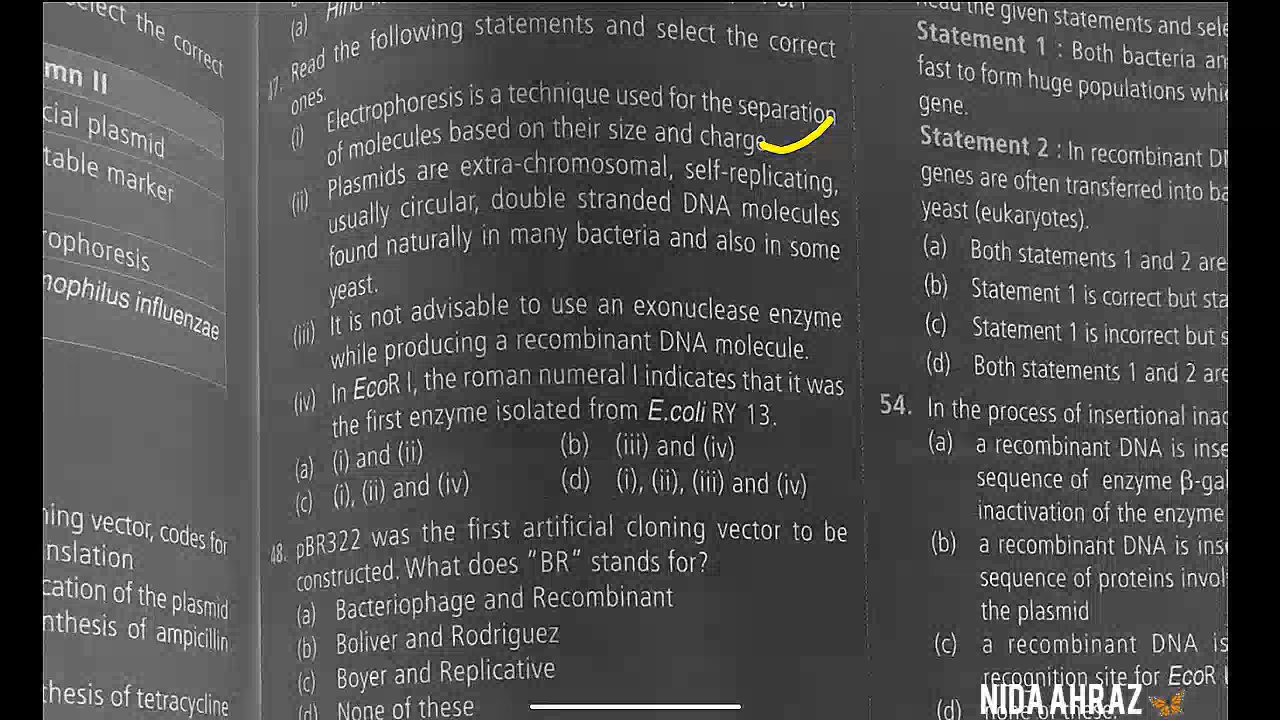 elect the correct
mn II
cial plasmid
table marker
rophoresis
nophilus influenzae
ning vector, codes for
nslation
cation of the plasmid
nthesis of ampicillin
thesis of tetracycline
(a)
47. Read the following statements and select the correct
ones.
(i) Electrophoresis is a technique used for the separation
of molecules based on their size and charge
(ii) Plasmids are extra-chromosomal, self-replicating,
usually circular, double stranded DNA molecules
found naturally in many bacteria and also in some
yeast.
(iii) It is not advisable to use an exonuclease enzyme
while producing a recombinant DNA molecule.
(iv) In EcoR I, the roman numeral I indicates that it was
the first enzyme isolated from E.coli RY 13.
(a) (i) and (ii) (b) (iii) and (iv)
(c) (i), (ii) and (iv) (d) (i), (ii), (iii) and (iv)
48. pBR322 was the first artificial cloning vector to be
constructed. What does "BR" stands for?
(a) Bacteriophage and Recombinant
(b) Boliver and Rodriguez
(c) Boyer and Replicative
(d) None of these
Read the given statements and sele
Statement 1 : Both bacteria an
fast to form huge populations whi
gene.
Statement 2 : In recombinant DN
genes are often transferred into ba
yeast (eukaryotes).
(a) Both statements 1 and 2 are
(b) Statement 1 is correct but sta
(c) Statement 1 is incorrect but s
(d) Both statements 1 and 2 are
54. In the process of insertional inac
(a) a recombinant DNA is inse
sequence of enzyme β-ga
inactivation of the enzyme
(b) a recombinant DNA is inse
sequence of proteins invol
the plasmid
(c) a recombinant DNA is
recognition site for EcoR I
(d) none of these.
NIDA AHRAZ